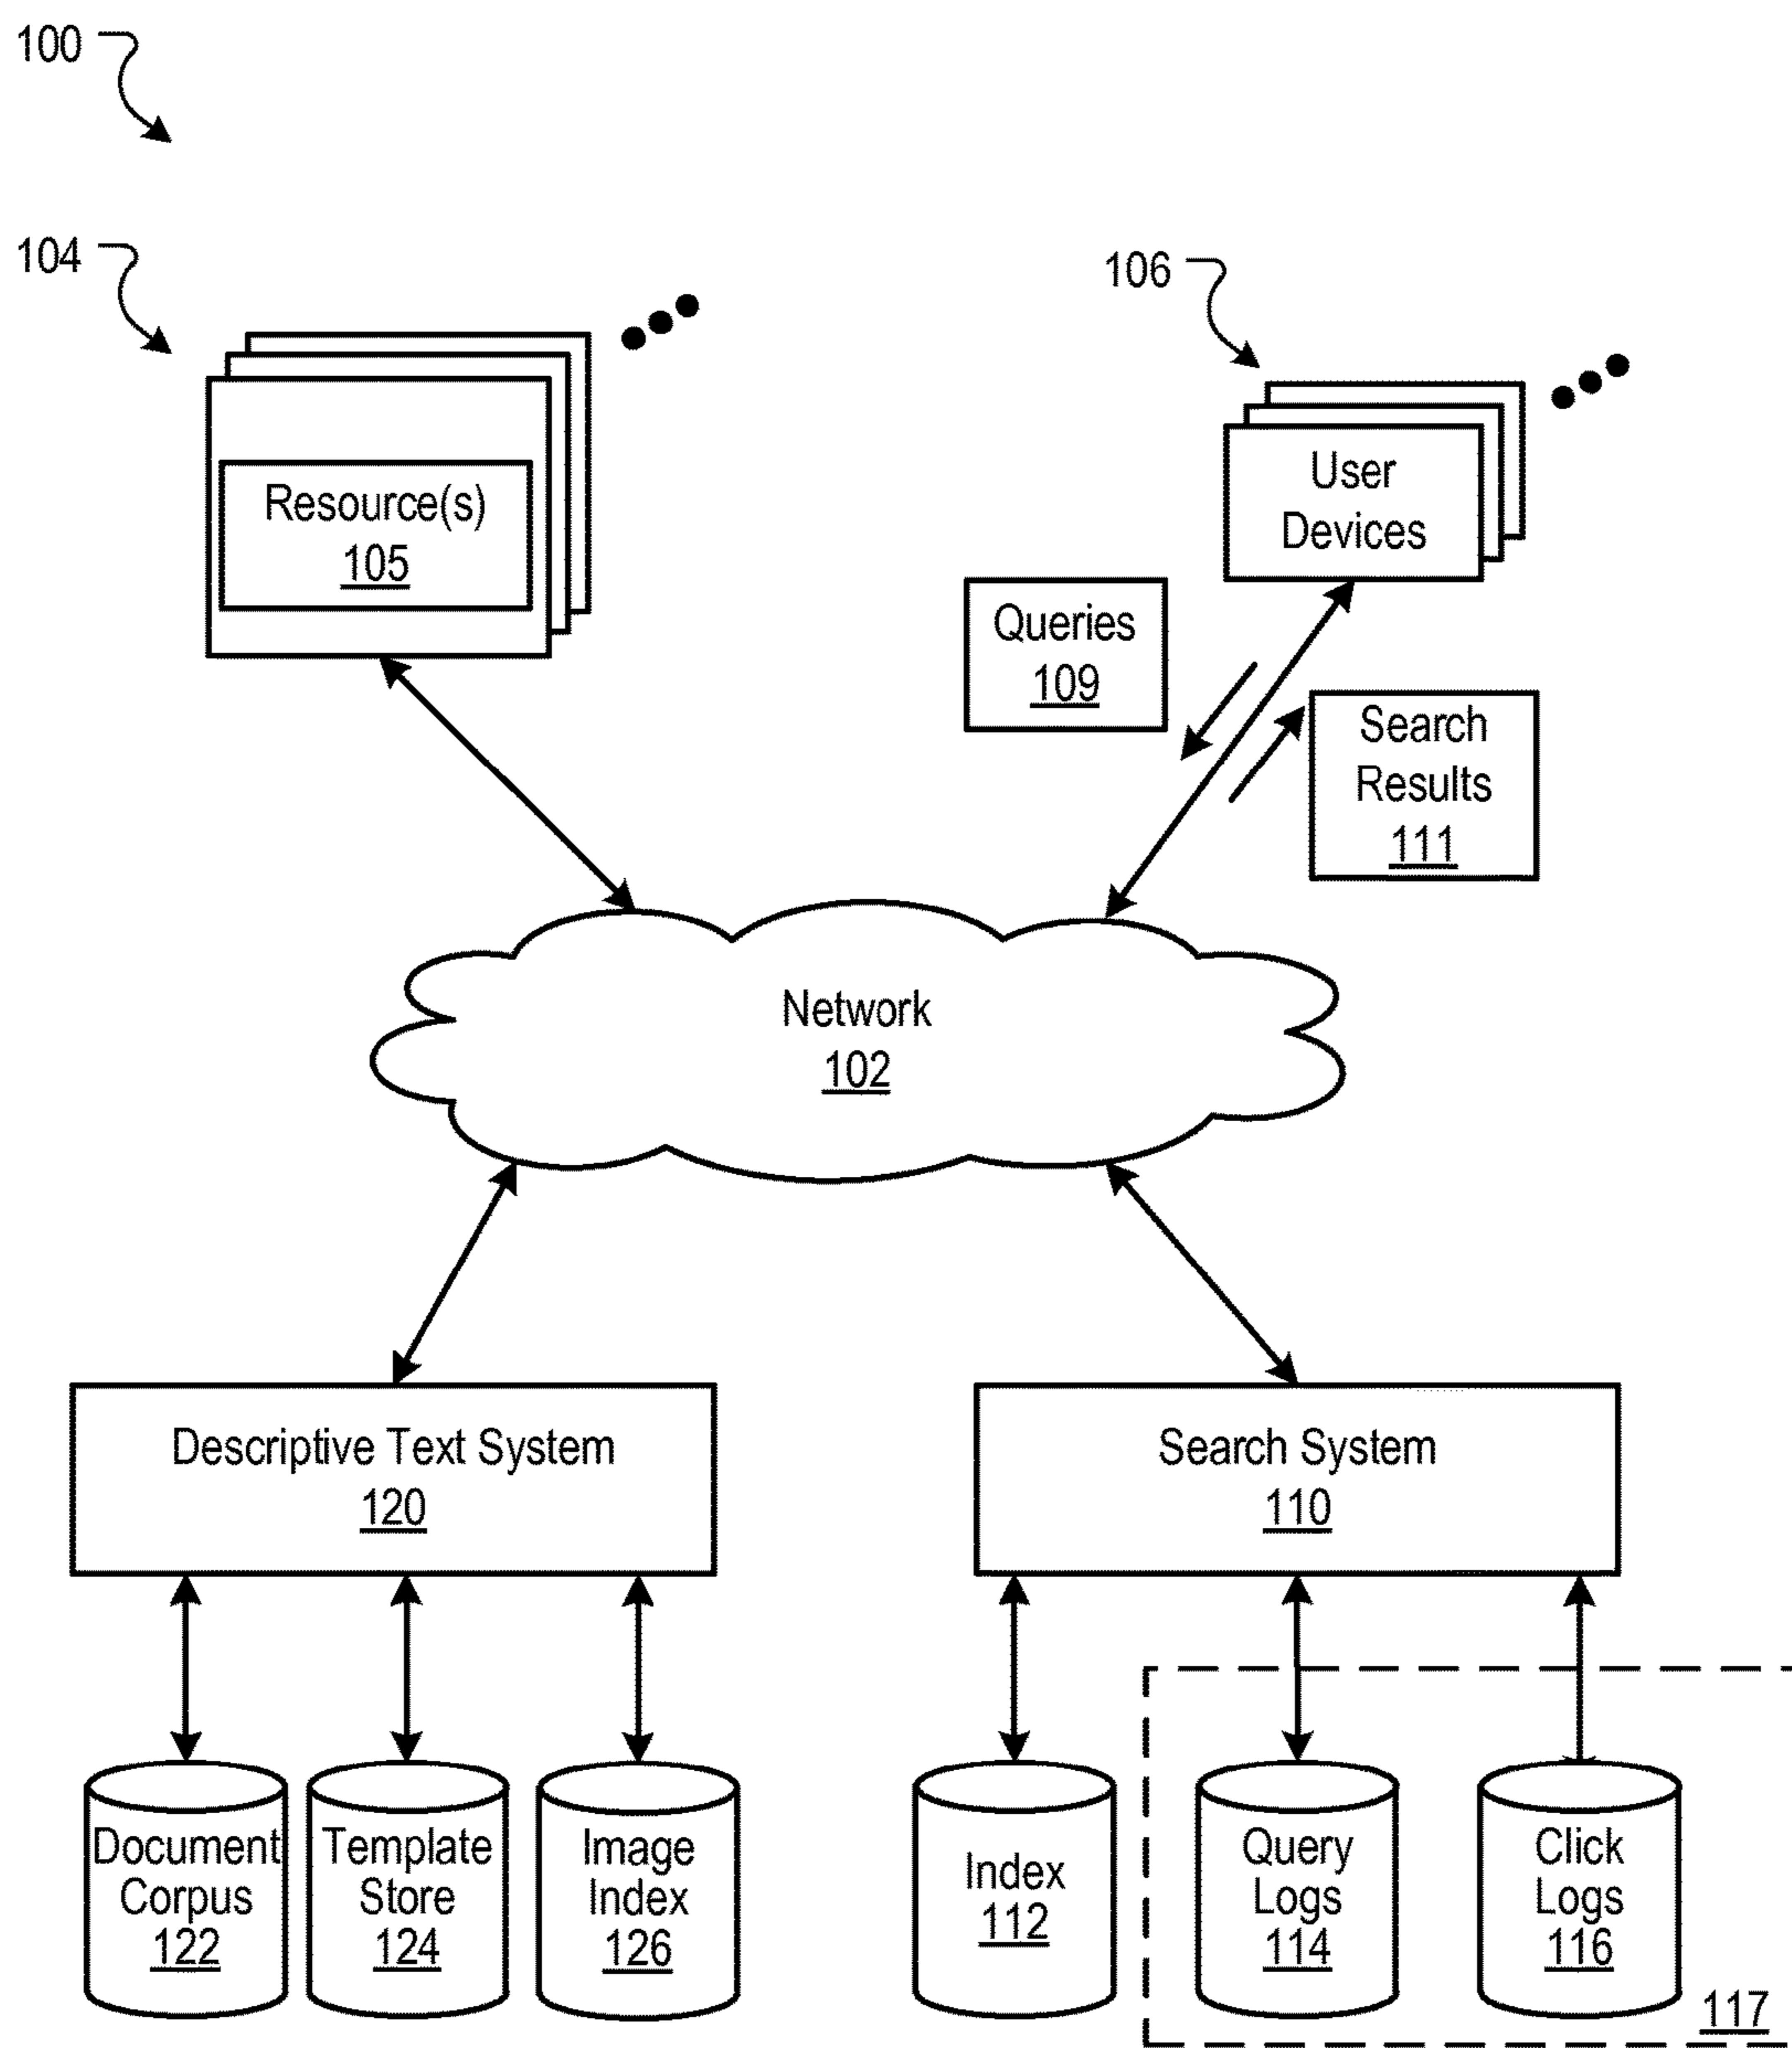 100
104
106
Resource(s)
105
User
Devices
Queries
109
Search
Results
111
Network
102
Descriptive Text System
120
Search System
110
Document
Corpus
122
Template
Store
124
Image
Index
126
Index
112
Query
Logs
114
Click
Logs
116
117